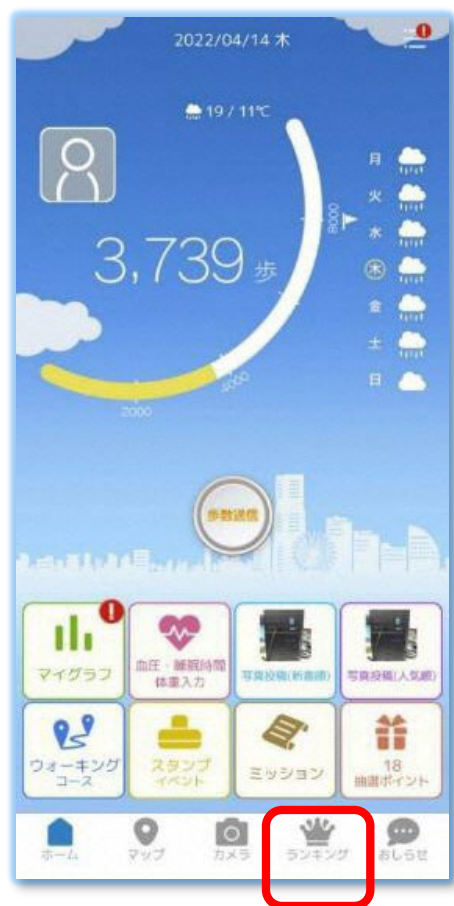 2022/04/14 木
!
19 / 11℃
月
火
8000
水
3,739 歩
木
金
土
4000
日
2000
歩数送信
!
マイグラフ
血圧・睡眠時間
体重入力
写真投稿(新着順)
写真投稿(人気順)
ウォーキング
コース
スタンプ
イベント
ミッション
18
抽選ポイント
ホーム
マップ
カメラ
ランキング
おしらせ